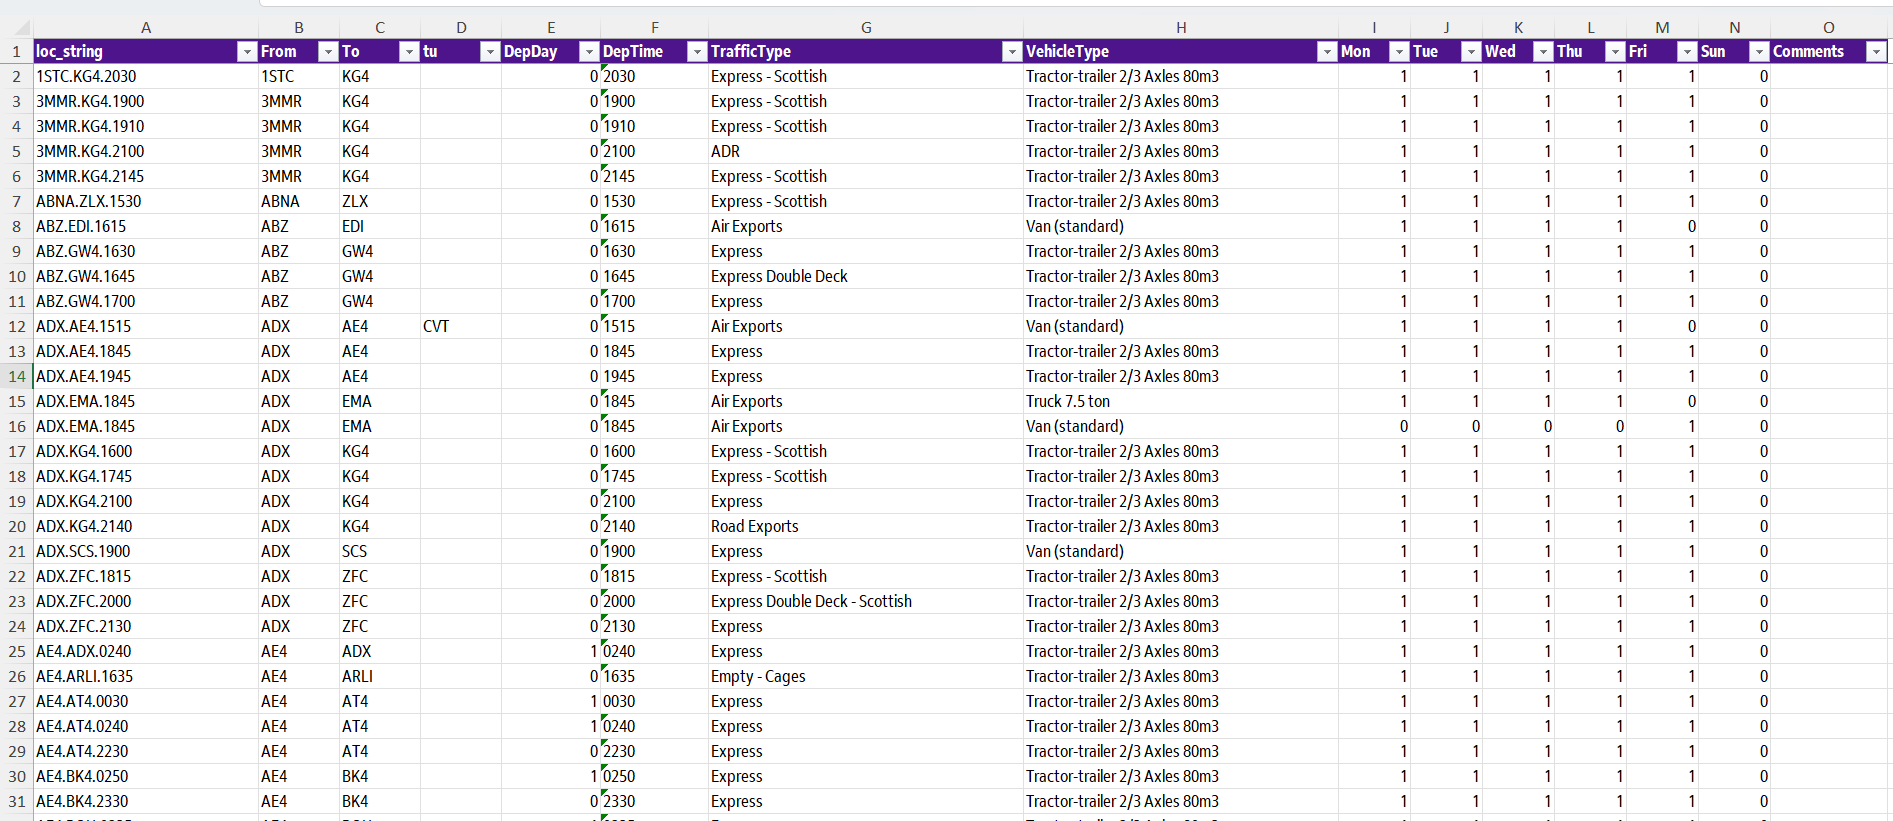 A B C D E F G H I J K L M N O
1 loc_string From To tu DepDay DepTime TrafficType VehicleType Mon Tue Wed Thu Fri Sun Comments
2 1STC.KG4.2030 1STC KG4 0 2030 Express - Scottish Tractor-trailer 2/3 Axles 80m3 1 1 1 1 1 0
3 3MMR.KG4.1900 3MMR KG4 0 1900 Express - Scottish Tractor-trailer 2/3 Axles 80m3 1 1 1 1 1 0
4 3MMR.KG4.1910 3MMR KG4 0 1910 Express - Scottish Tractor-trailer 2/3 Axles 80m3 1 1 1 1 1 0
5 3MMR.KG4.2100 3MMR KG4 0 2100 ADR Tractor-trailer 2/3 Axles 80m3 1 1 1 1 1 0
6 3MMR.KG4.2145 3MMR KG4 0 2145 Express - Scottish Tractor-trailer 2/3 Axles 80m3 1 1 1 1 1 0
7 ABNA.ZLX.1530 ABNA ZLX 0 1530 Express - Scottish Tractor-trailer 2/3 Axles 80m3 1 1 1 1 1 0
8 ABZ.EDI.1615 ABZ EDI 0 1615 Air Exports Van (standard) 1 1 1 1 0 0
9 ABZ.GW4.1630 ABZ GW4 0 1630 Express Tractor-trailer 2/3 Axles 80m3 1 1 1 1 1 0
10 ABZ.GW4.1645 ABZ GW4 0 1645 Express Double Deck Tractor-trailer 2/3 Axles 80m3 1 1 1 1 1 0
11 ABZ.GW4.1700 ABZ GW4 0 1700 Express Tractor-trailer 2/3 Axles 80m3 1 1 1 1 1 0
12 ADX.AE4.1515 ADX AE4 CVT 0 1515 Air Exports Van (standard) 1 1 1 1 0 0
13 ADX.AE4.1845 ADX AE4 0 1845 Express Tractor-trailer 2/3 Axles 80m3 1 1 1 1 1 0
14 ADX.AE4.1945 ADX AE4 0 1945 Express Tractor-trailer 2/3 Axles 80m3 1 1 1 1 1 0
15 ADX.EMA.1845 ADX EMA 0 1845 Air Exports Truck 7.5 ton 1 1 1 1 0 0
16 ADX.EMA.1845 ADX EMA 0 1845 Air Exports Van (standard) 0 0 0 0 1 0
17 ADX.KG4.1600 ADX KG4 0 1600 Express - Scottish Tractor-trailer 2/3 Axles 80m3 1 1 1 1 1 0
18 ADX.KG4.1745 ADX KG4 0 1745 Express - Scottish Tractor-trailer 2/3 Axles 80m3 1 1 1 1 1 0
19 ADX.KG4.2100 ADX KG4 0 2100 Express Tractor-trailer 2/3 Axles 80m3 1 1 1 1 1 0
20 ADX.KG4.2140 ADX KG4 0 2140 Road Exports Tractor-trailer 2/3 Axles 80m3 1 1 1 1 1 0
21 ADX.SCS.1900 ADX SCS 0 1900 Express Van (standard) 1 1 1 1 1 0
22 ADX.ZFC.1815 ADX ZFC 0 1815 Express - Scottish Tractor-trailer 2/3 Axles 80m3 1 1 1 1 1 0
23 ADX.ZFC.2000 ADX ZFC 0 2000 Express Double Deck - Scottish Tractor-trailer 2/3 Axles 80m3 1 1 1 1 1 0
24 ADX.ZFC.2130 ADX ZFC 0 2130 Express Tractor-trailer 2/3 Axles 80m3 1 1 1 1 1 0
25 AE4.ADX.0240 AE4 ADX 1 0240 Express Tractor-trailer 2/3 Axles 80m3 1 1 1 1 1 0
26 AE4.ARLI.1635 AE4 ARLI 0 1635 Empty - Cages Tractor-trailer 2/3 Axles 80m3 1 1 1 1 1 0
27 AE4.AT4.0030 AE4 AT4 1 0030 Express Tractor-trailer 2/3 Axles 80m3 1 1 1 1 1 0
28 AE4.AT4.0240 AE4 AT4 1 0240 Express Tractor-trailer 2/3 Axles 80m3 1 1 1 1 1 0
29 AE4.AT4.2230 AE4 AT4 0 2230 Express Tractor-trailer 2/3 Axles 80m3 1 1 1 1 1 0
30 AE4.BK4.0250 AE4 BK4 1 0250 Express Tractor-trailer 2/3 Axles 80m3 1 1 1 1 1 0
31 AE4.BK4.2330 AE4 BK4 0 2330 Express Tractor-trailer 2/3 Axles 80m3 1 1 1 1 1 0